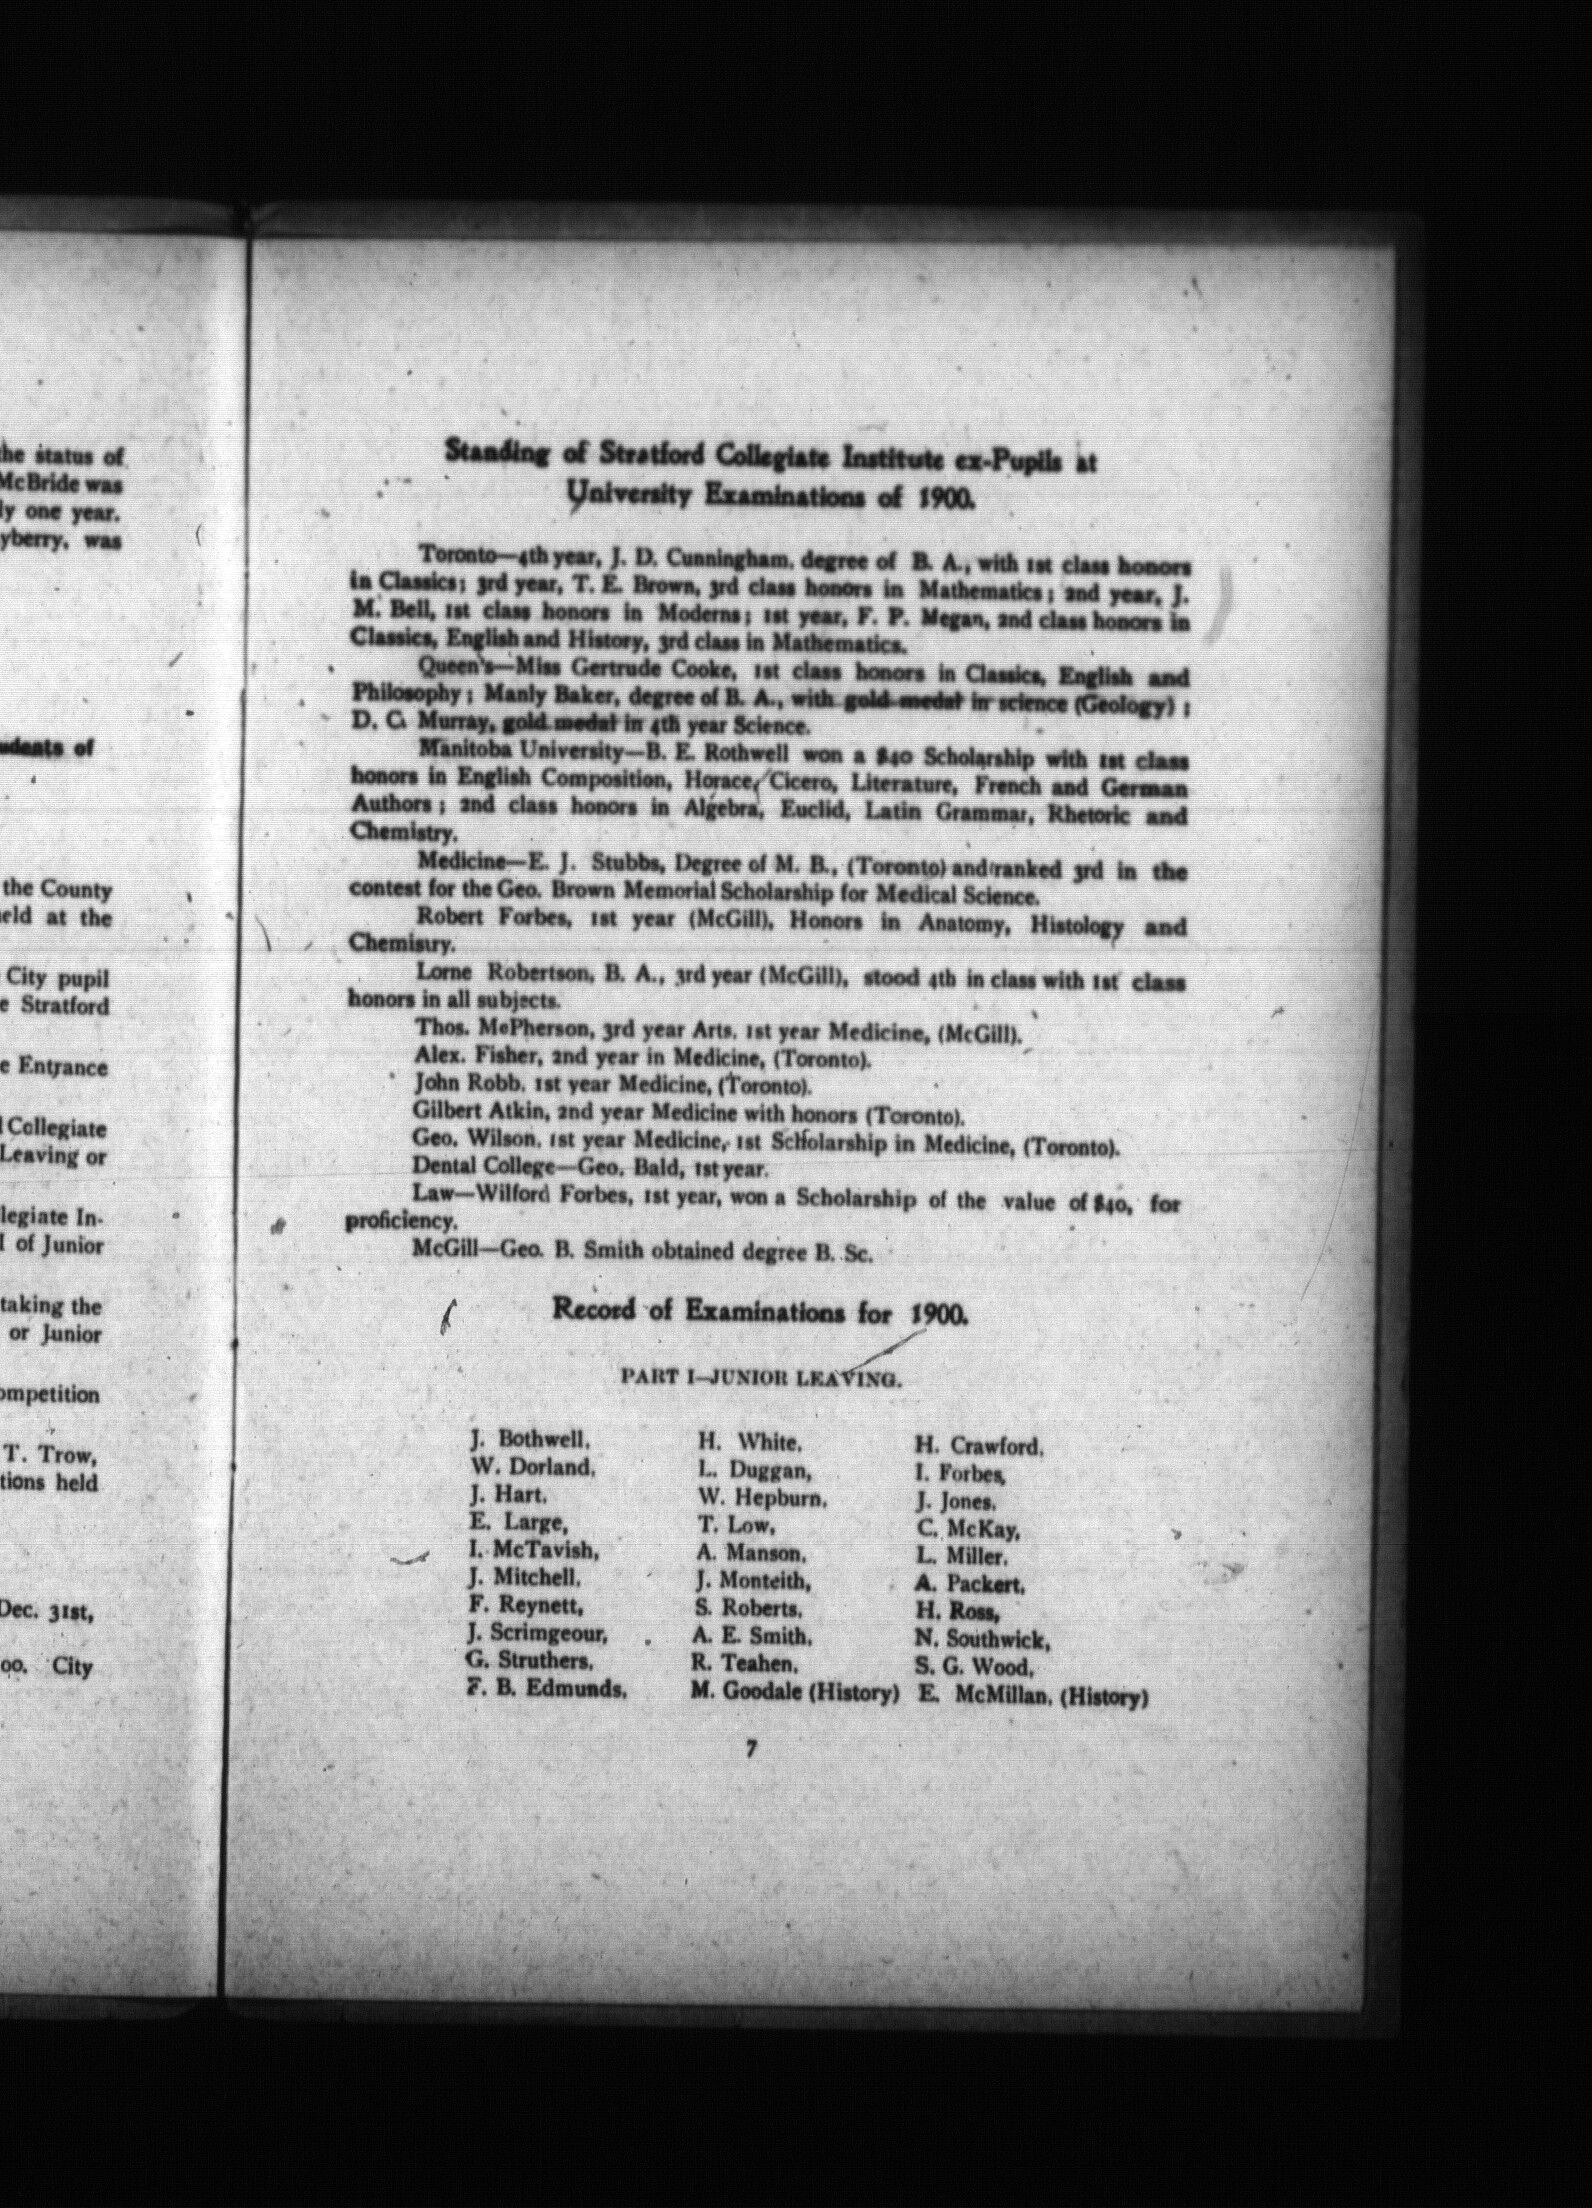 the status of
McBride was
ly one year.
yberry, was
udents of
the County
held at the
City pupil
e Stratford
e Entrance
l Collegiate
Leaving or
legiate In-
I of Junior
taking the
or Junior
ompetition
T. Trow,
tions held
Dec. 31st,
oo. City
Standing of Stratford Collegiate Institute ex-Pupils at
University Examinations of 1900.
Toronto—4th year, J. D. Cunningham, degree of B. A., with 1st class honors
in Classics; 3rd year, T. E. Brown, 3rd class honors in Mathematics; 2nd year, J.
M. Bell, 1st class honors in Moderns; 1st year, F. P. Megan, 2nd class honors in
Classics, English and History, 3rd class in Mathematics.
Queen's—Miss Gertrude Cooke, 1st class honors in Classics, English and
Philosophy; Manly Baker, degree of B. A., with gold medal in science (Geology);
D. C. Murray, gold medal in 4th year Science.
Manitoba University—B. E. Rothwell won a $40 Scholarship with 1st class
honors in English Composition, Horace, Cicero, Literature, French and German
Authors; 2nd class honors in Algebra, Euclid, Latin Grammar, Rhetoric and
Chemistry.
Medicine—E. J. Stubbs, Degree of M. B., (Toronto) and ranked 3rd in the
contest for the Geo. Brown Memorial Scholarship for Medical Science.
Robert Forbes, 1st year (McGill), Honors in Anatomy, Histology and
Chemistry.
Lorne Robertson, B. A., 3rd year (McGill), stood 4th in class with 1st class
honors in all subjects.
Thos. McPherson, 3rd year Arts. 1st year Medicine, (McGill).
Alex. Fisher, 2nd year in Medicine, (Toronto).
John Robb. 1st year Medicine, (Toronto).
Gilbert Atkin, 2nd year Medicine with honors (Toronto).
Geo. Wilson. 1st year Medicine, 1st Scholarship in Medicine, (Toronto).
Dental College—Geo. Bald, 1st year.
Law—Wilford Forbes, 1st year, won a Scholarship of the value of $40, for
proficiency.
McGill—Geo. B. Smith obtained degree B. Sc.
Record of Examinations for 1900.
PART I—JUNIOR LEAVING.
J. Bothwell, H. White, H. Crawford,
W. Dorland, L. Duggan, I. Forbes,
J. Hart, W. Hepburn, J. Jones,
E. Large, T. Low, C. McKay,
I. McTavish, A. Manson, L. Miller,
J. Mitchell, J. Monteith, A. Packert,
F. Reynett, S. Roberts, H. Ross,
J. Scrimgeour, A. E. Smith, N. Southwick,
G. Struthers, R. Teahen, S. G. Wood,
F. B. Edmunds, M. Goodale (History) E. McMillan, (History)
7